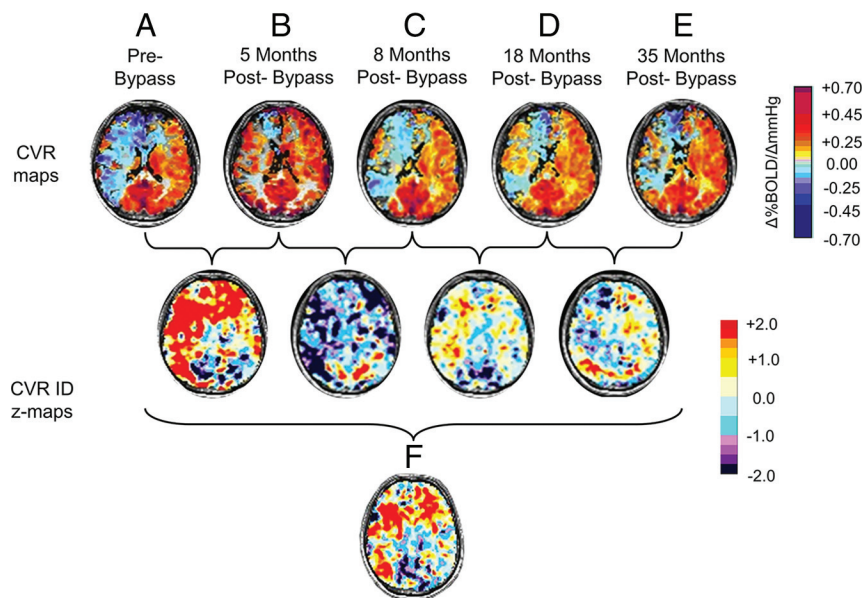 A
B
C
D
E
Pre-
Bypass
5 Months
Post- Bypass
8 Months
Post- Bypass
18 Months
Post- Bypass
35 Months
Post- Bypass
CVR
maps
+0.70
+0.45
+0.25
0.00
-0.25
-0.45
-0.70
Δ%BOLD/ΔmmHg
CVR ID
z-maps
+2.0
+1.0
0.0
-1.0
-2.0
F